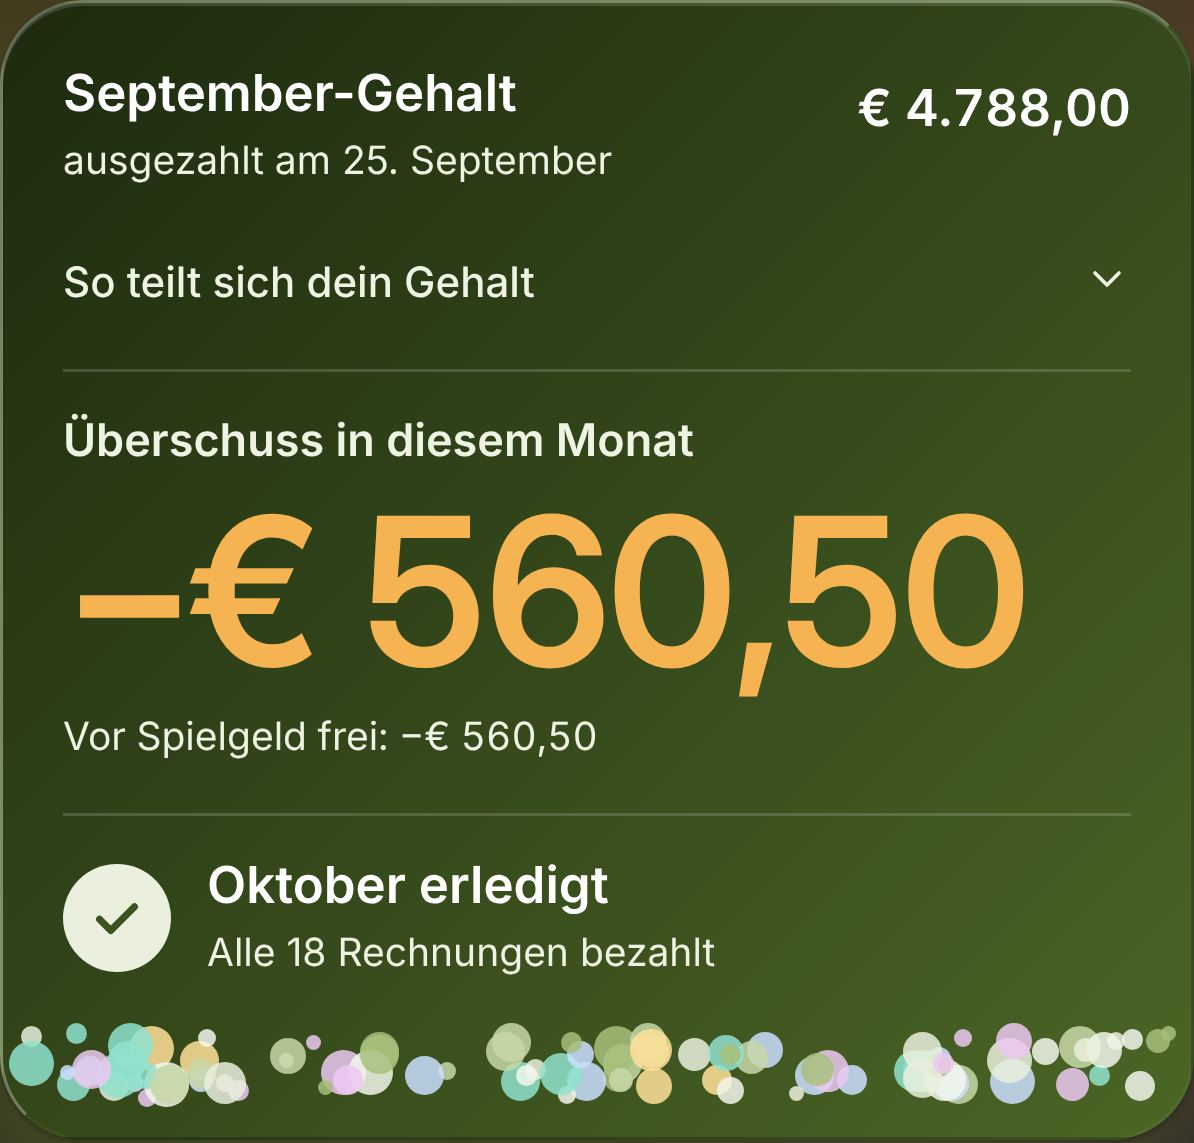 September-Gehalt
€ 4.788,00
ausgezahlt am 25. September
So teilt sich dein Gehalt
Überschuss in diesem Monat
–€ 560,50
Vor Spielgeld frei: −€ 560,50
Oktober erledigt
Alle 18 Rechnungen bezahlt